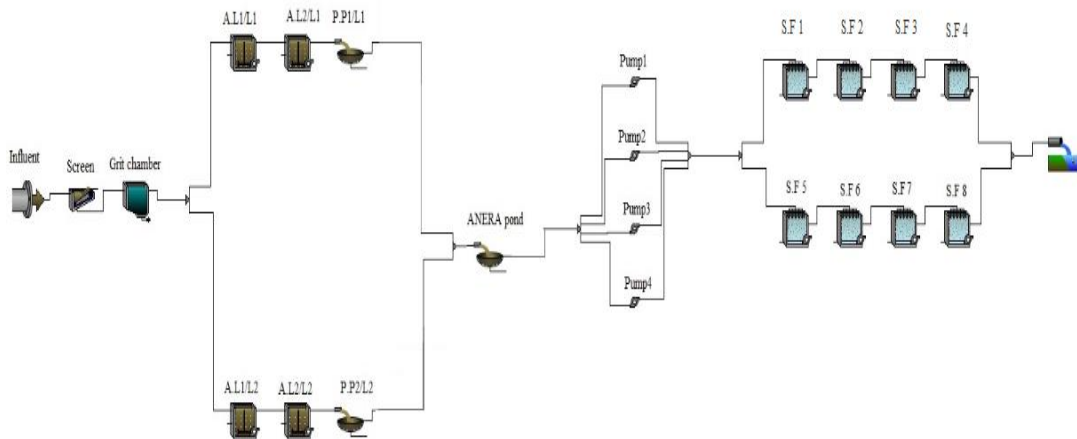 A.L1/L1
A.L2/L1
P.P1/L1
S.F 1
S.F 2
S.F 3
S.F 4
Pump1
Influent
Screen
Grit chamber
Pump2
S.F 5
S.F 6
S.F 7
S.F 8
ANERA pond
Pump3
Pump4
A.L1/L2
A.L2/L2
P.P2/L2